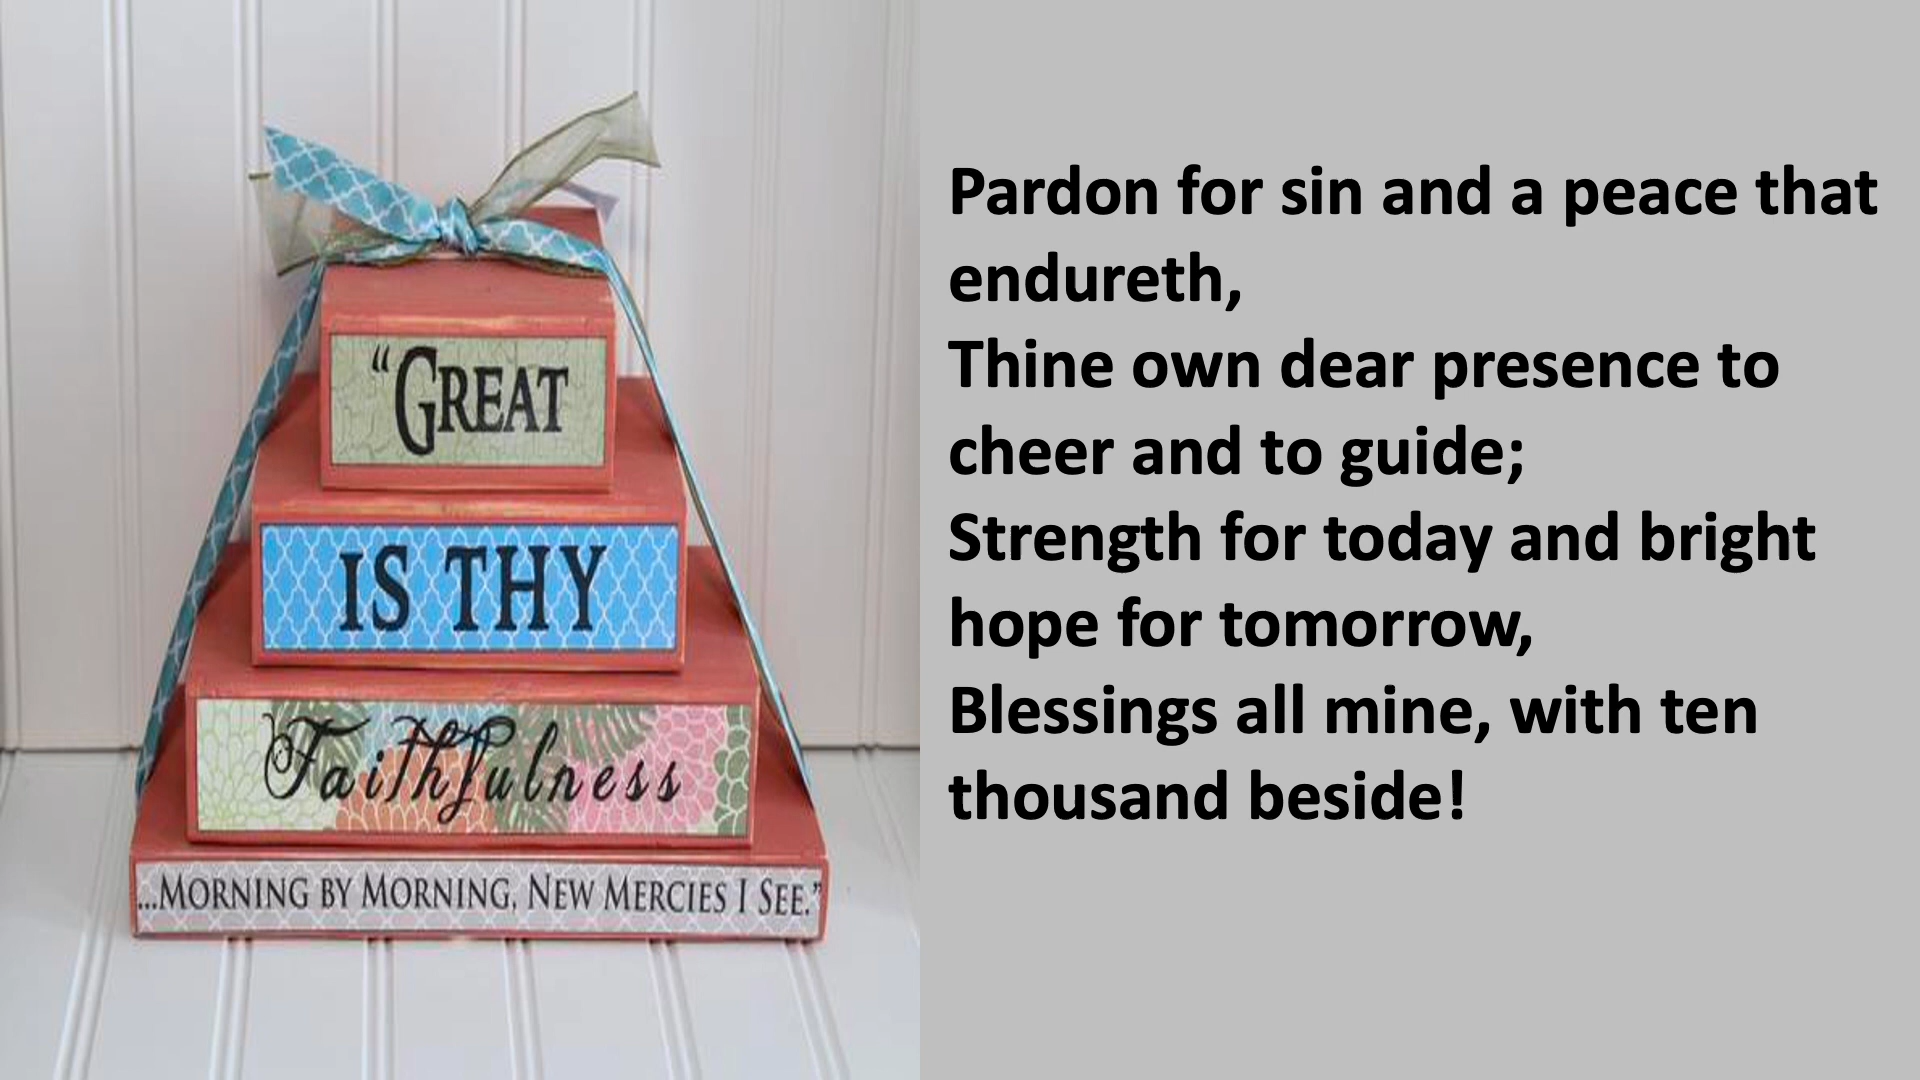 “GREAT
IS THY
Faithfulness
...MORNING BY MORNING, NEW MERCIES I SEE.”
Pardon for sin and a peace that
endureth,
Thine own dear presence to
cheer and to guide;
Strength for today and bright
hope for tomorrow,
Blessings all mine, with ten
thousand beside!